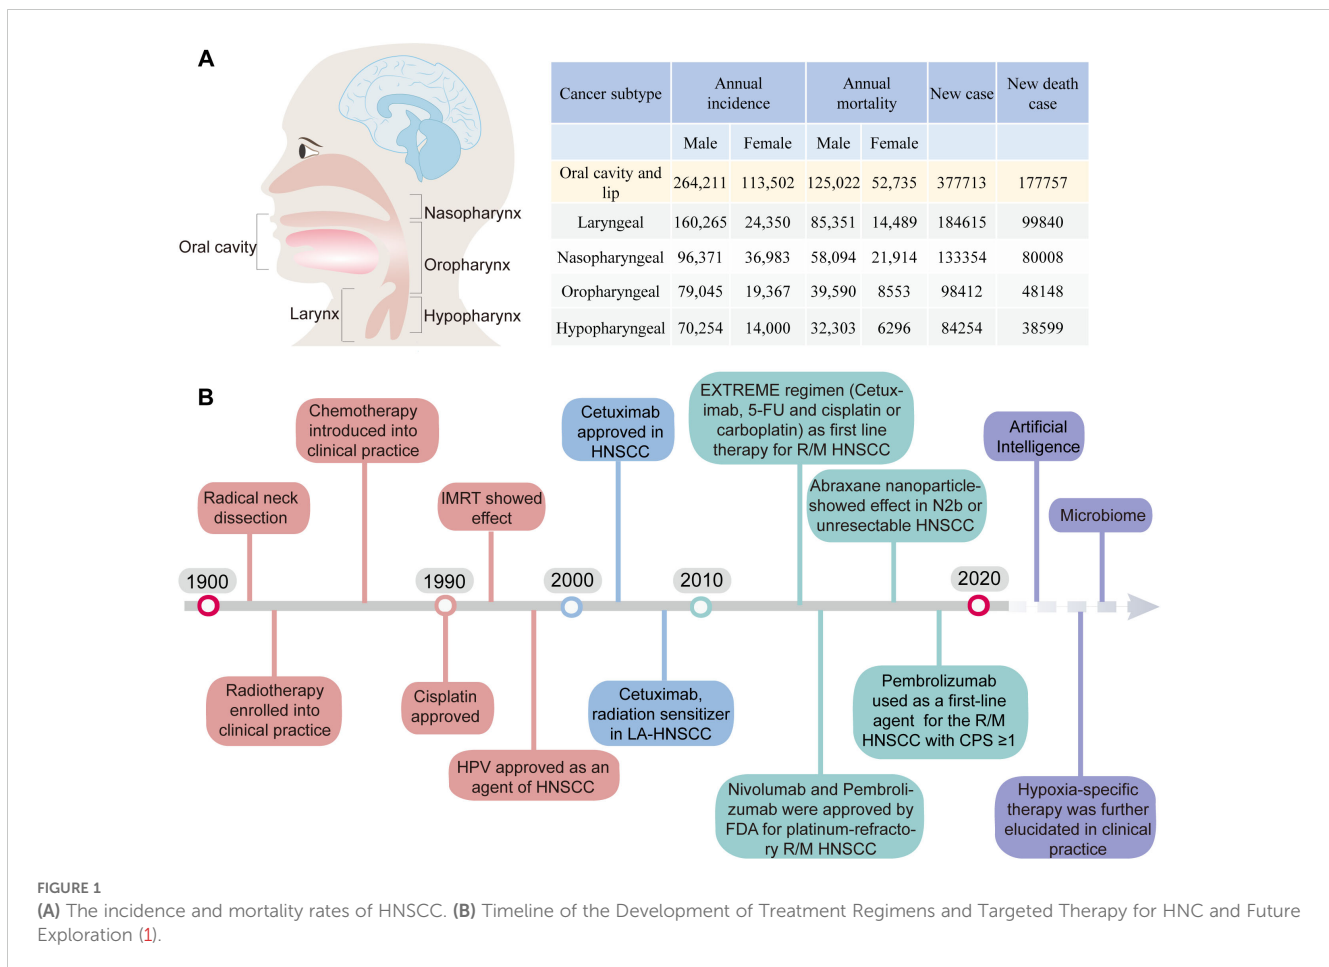 A
Nasopharynx
Oral cavity
Oropharynx
Larynx
Hypopharynx
Cancer subtype
Annual
incidence
Annual
mortality
New case
New death
case
Male Female Male Female
Oral cavity and
lip
264,211 113,502 125,022 52,735 377713 177757
Laryngeal 160,265 24,350 85,351 14,489 184615 99840
Nasopharyngeal 96,371 36,983 58,094 21,914 133354 80008
Oropharyngeal 79,045 19,367 39,590 8553 98412 48148
Hypopharyngeal 70,254 14,000 32,303 6296 84254 38599
B
Radical neck
dissection
Chemotherapy
introduced into
clinical practice
IMRT showed
effect
Cetuximab
approved in
HNSCC
EXTREME regimen (Cetux-
imab, 5-FU and cisplatin or
carboplatin) as first line
therapy for R/M HNSCC
Abraxane nanoparticle-
showed effect in N2b or
unresectable HNSCC
Artificial
Intelligence
Microbiome
1900
1990
2000
2010
2020
Radiotherapy
enrolled into
clinical practice
Cisplatin
approved
HPV approved as an
agent of HNSCC
Cetuximab,
radiation sensitizer
in LA-HNSCC
Nivolumab and Pembroli-
zumab were approved by
FDA for platinum-refracto-
ry R/M HNSCC
Pembrolizumab
used as a first-line
agent for the R/M
HNSCC with CPS ≥1
Hypoxia-specific
therapy was further
elucidated in clinical
practice
FIGURE 1
(A) The incidence and mortality rates of HNSCC. (B) Timeline of the Development of Treatment Regimens and Targeted Therapy for HNC and Future
Exploration (1).